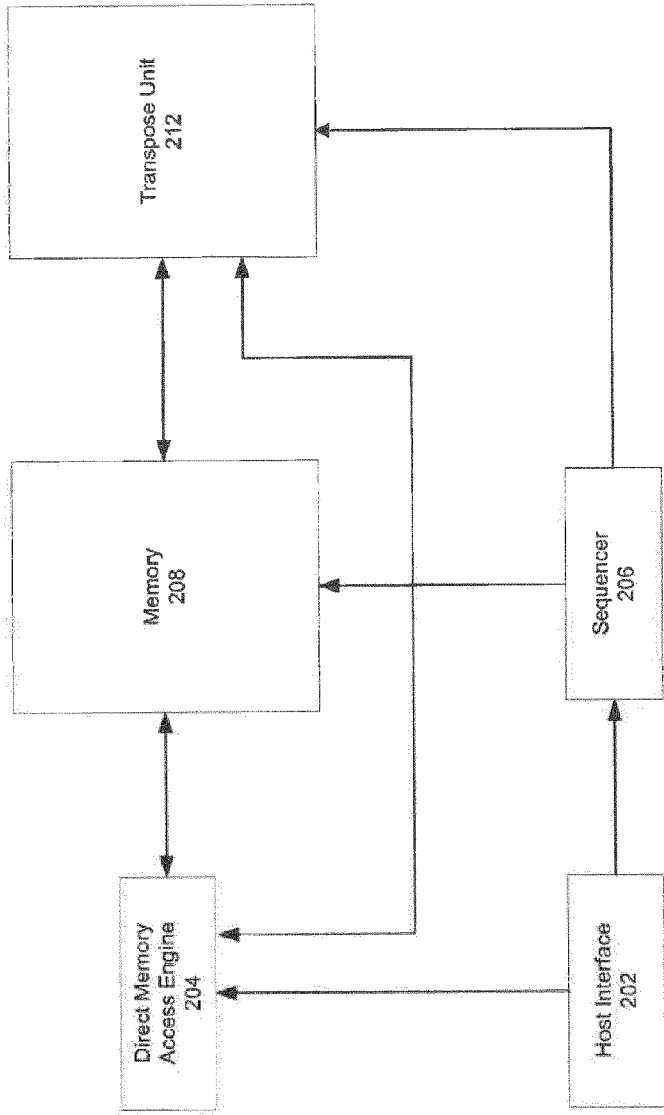 Direct Memory
Access Engine
204
Memory
208
Transpose Unit
212
Host Interface
202
Sequencer
206